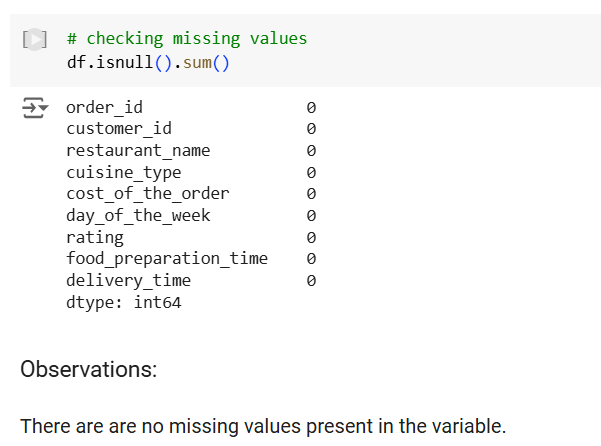 [ ] # checking missing values
df.isnull().sum()
order_id 0
customer_id 0
restaurant_name 0
cuisine_type 0
cost_of_the_order 0
day_of_the_week 0
rating 0
food_preparation_time 0
delivery_time 0
dtype: int64
Observations:
There are are no missing values present in the variable.